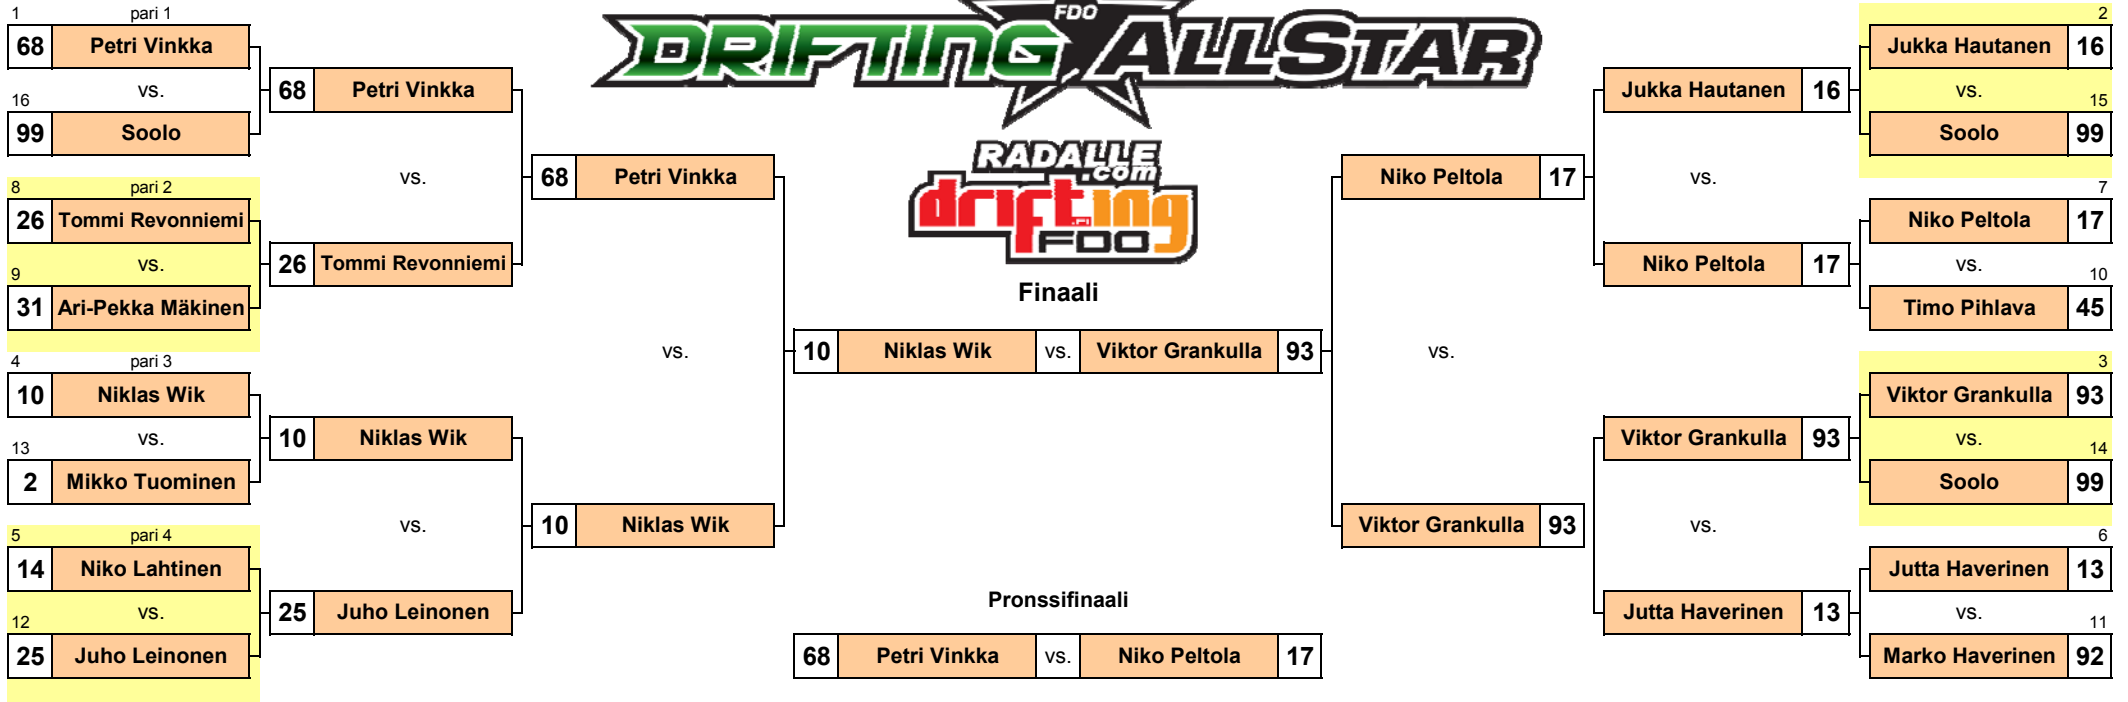 1 pari 1
68 Petri Vinkka
vs.
16
99 Soolo
8 pari 2
26 Tommi Revonniemi
vs.
9
31 Ari-Pekka Mäkinen
4 pari 3
10 Niklas Wik
vs.
13
2 Mikko Tuominen
5 pari 4
14 Niko Lahtinen
vs.
12
25 Juho Leinonen
68 Petri Vinkka
vs.
26 Tommi Revonniemi
10 Niklas Wik
vs.
25 Juho Leinonen
68 Petri Vinkka
vs.
10 Niklas Wik
FDO
DRIFTING ALLSTAR
RADALLE
.com
drifting
.FI
FDO
Finaali
10 Niklas Wik vs. Viktor Grankulla 93
Pronssifinaali
68 Petri Vinkka vs. Niko Peltola 17
Niko Peltola 17
vs.
Viktor Grankulla 93
Jukka Hautanen 16
vs.
Niko Peltola 17
Viktor Grankulla 93
vs.
Jutta Haverinen 13
2
Jukka Hautanen 16
vs.
15
Soolo 99
7
Niko Peltola 17
vs.
10
Timo Pihlava 45
3
Viktor Grankulla 93
vs.
14
Soolo 99
6
Jutta Haverinen 13
vs.
11
Marko Haverinen 92